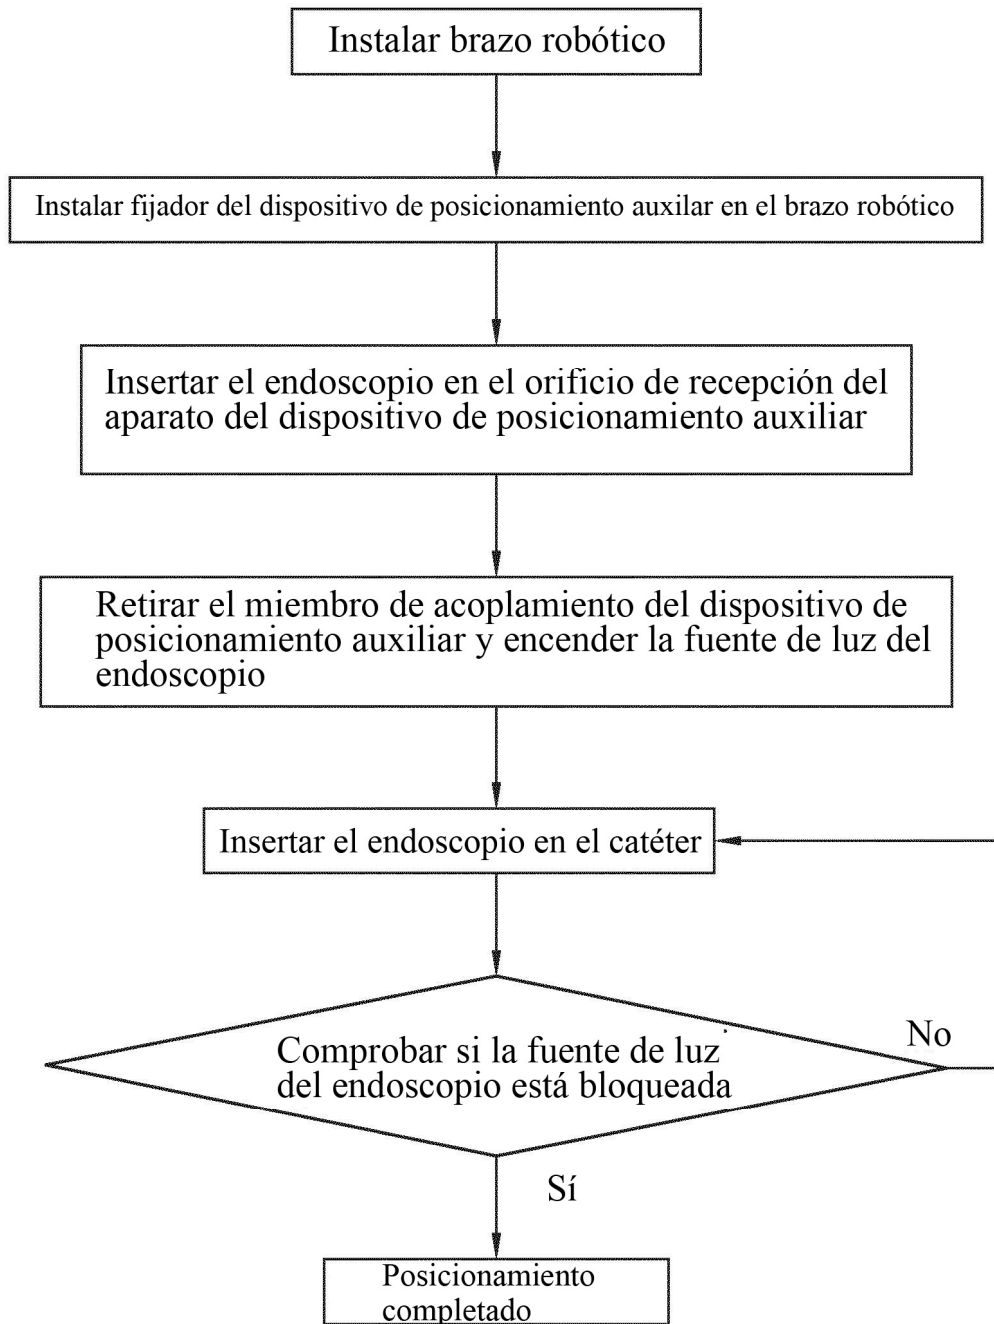 Instalar brazo robótico
Instalar fijador del dispositivo de posicionamiento auxilar en el brazo robótico
Insertar el endoscopio en el orificio de recepción del
aparato del dispositivo de posicionamiento auxiliar
Retirar el miembro de acoplamiento del dispositivo de
posicionamiento auxiliar y encender la fuente de luz del
endoscopio
Insertar el endoscopio en el catéter
Comprobar si la fuente de luz
del endoscopio está bloqueada
No
Sí
Posicionamiento
completado